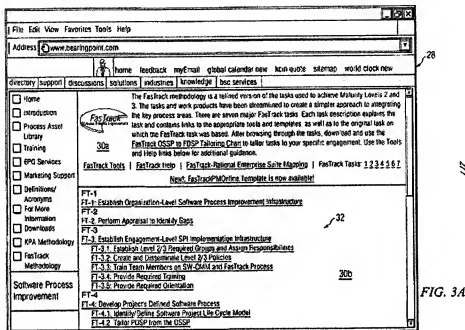 File Edit View Favorites Tools Help
Address www.bearingpoint.com
28
home feedback myEmail global calendar new kcin quote sitemap world clock new
directory support discussions solutions industries knowledge bsc services
Home
Introduction
Process Asset Library
Training
EPG Services
Marketing Support
Definitions/
Acronyms
For More
Information
Downloads
KPA Methodology
FasTrack
Methodology
Software Process
Improvement
FasTrack
30a
The FasTrack methodology is a refined version of the tasks used to achieve Maturity Levels 2 and
3. The tasks and work products have been streamlined to create a simpler approach to integrating
the key process areas. There are seven major FasTrack tasks. Each task description explains the
task and contains links to the appropriate tools and templates, as well as to the original task on
which the FasTrack task was based. After browsing through the tasks, download and use the
FasTrack OSSP to PDSP Tailoring Chart to tailor tasks to your specific engagement. Use the Tools
and Help links below for additional guidance.
FasTrack Tools | FasTrack Help | FasTrack-Rational Enterprise Suite Mapping | FasTrack Tasks: 1 2 3 4 5 6 7
New!: FasTrackPMOnline Template is now available!
FT-1
FT-1: Establish Organization-Level Software Process Improvement Infrastructure
FT-2
FT-2: Perform Appraisal to Identify Gaps
32
FT-3
FT-3: Establish Engagement-Level SPI Implementation Infrastructure
FT-3.1: Establish Level 2/3 Required Groups and Assign Responsibilities
FT-3.2: Create and Disseminate Level 2/3 Policies
FT-3.3: Train Team Members on SW-CMM and FasTrack Process
FT-3.4: Provide Required Training
30b
FT-3.5: Provide Required Orientation
FT-4
FT-4: Develop Project's Defined Software Process
FT-4.1: Identify/Define Software Project Life Cycle Model
FT-4.2: Tailor PDSP from the OSSP
FIG. 3A